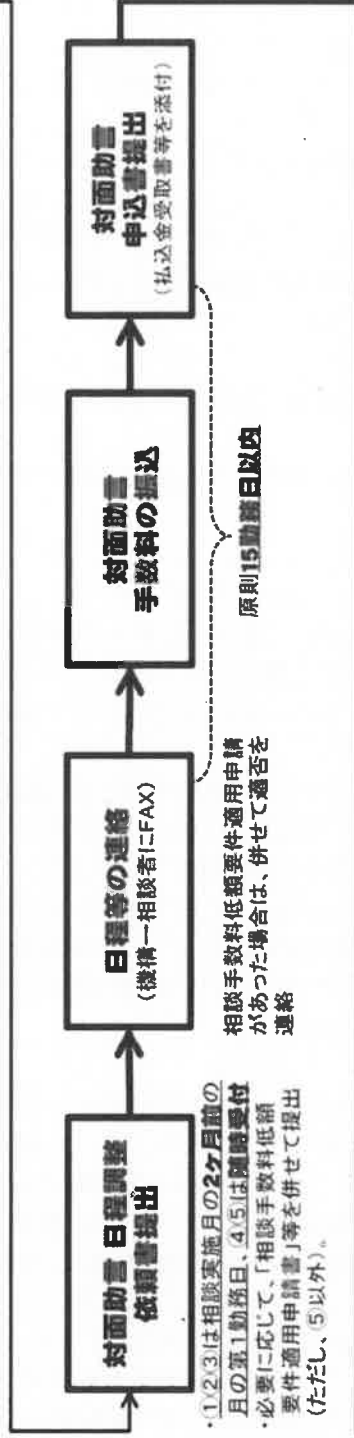 対面助言 日程調整
依頼書提出
・①②③は相談実施月の2ヶ月前の
月の第1勤務日、④⑤は随時受付
・必要に応じて、「相談手数料低額
要件適用申請書」等を併せて提出
(ただし、⑤以外)。
日程等の連絡
(機構ー相談者にFAX)
相談手数料低額要件適用申請
があった場合は、併せて適否を
連絡
対面助言
手数料の振込
原則15勤務日以内
対面助言
申込書提出
(払込金受取書等を添付)